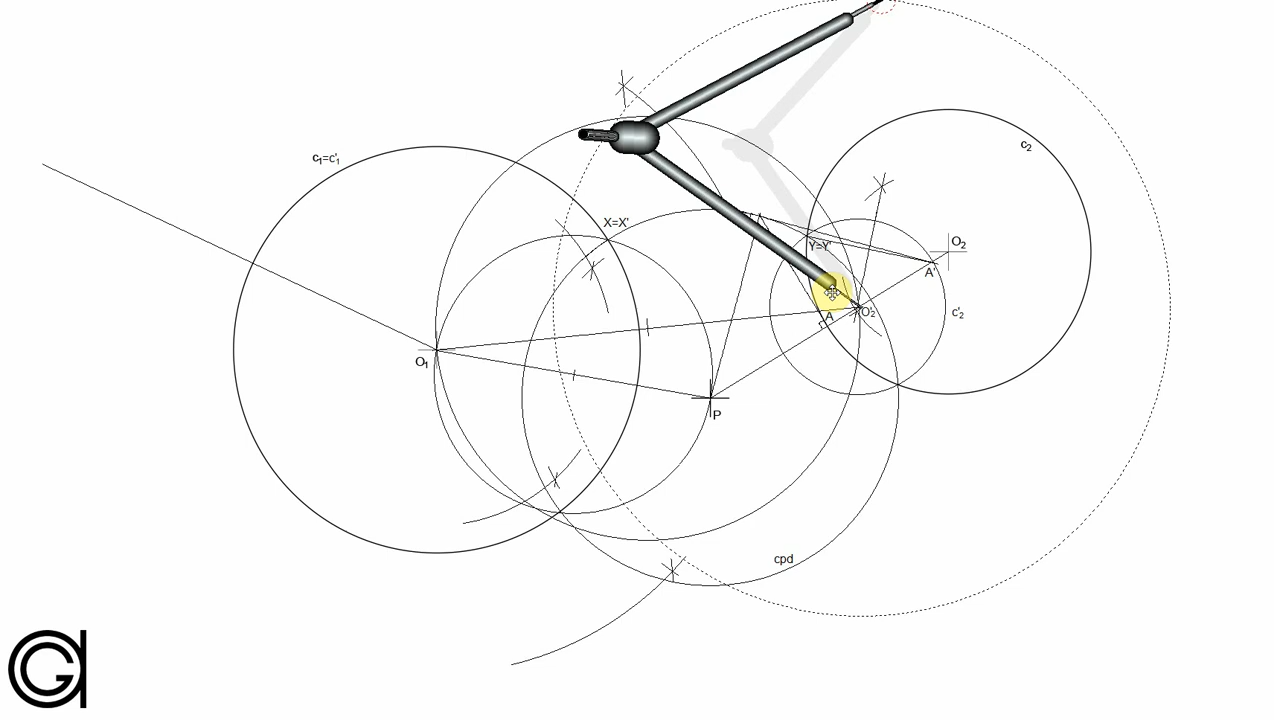 c₁=c'₁
c₂
X=X'
Y=Y'
O₂
A'
A
O'₂
c'₂
O₁
P
cpd